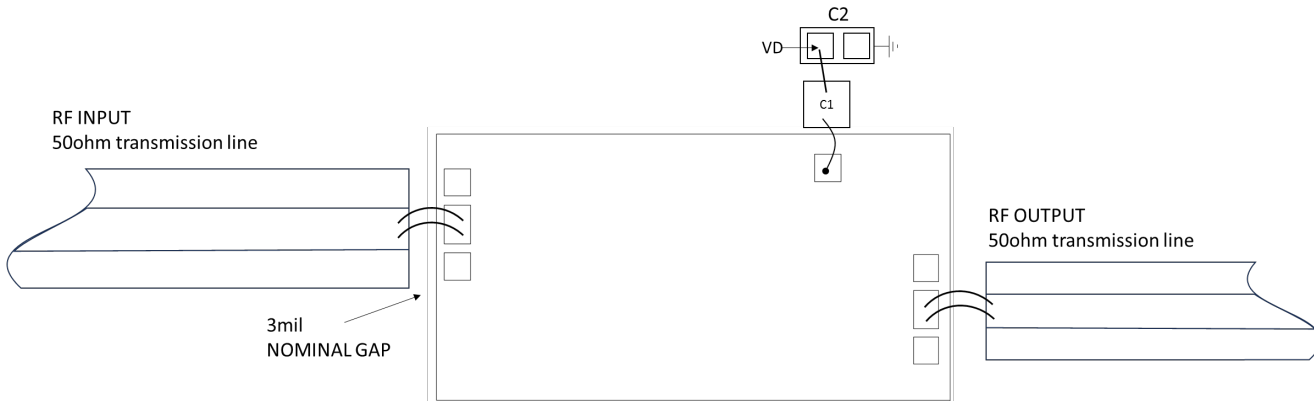 C2
VD
C1
RF INPUT
50ohm transmission line
RF OUTPUT
50ohm transmission line
3mil
NOMINAL GAP